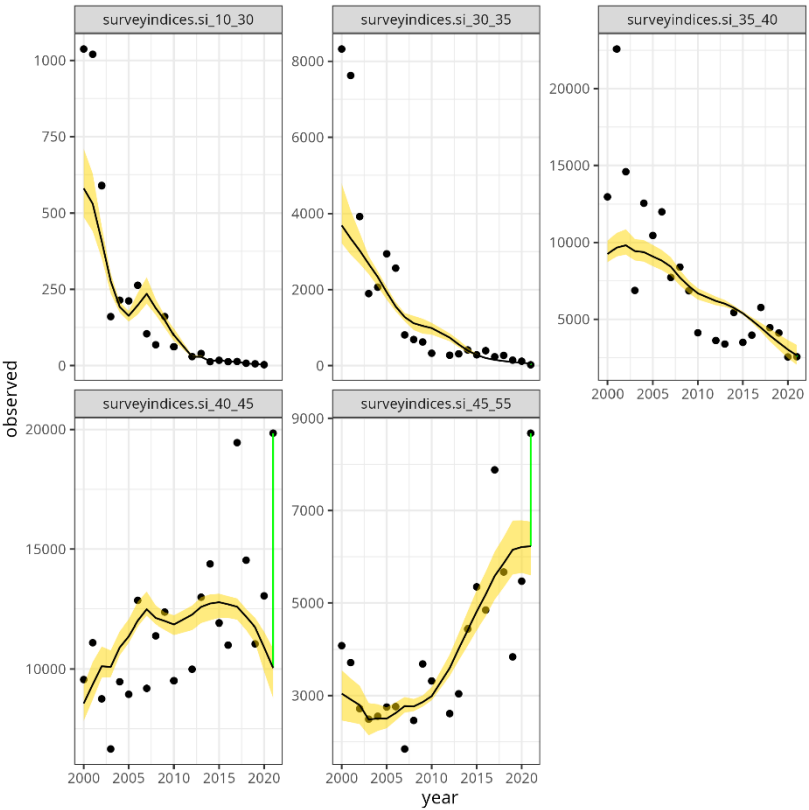 surveyindices.si_10_30
surveyindices.si_30_35
surveyindices.si_35_40
1000
750
500
250
0
8000
6000
4000
2000
0
20000
15000
10000
5000
2000 2005 2010 2015 2020
observed
surveyindices.si_40_45
surveyindices.si_45_55
20000
15000
10000
9000
7000
5000
3000
2000 2005 2010 2015 2020
2000 2005 2010 2015 2020
year